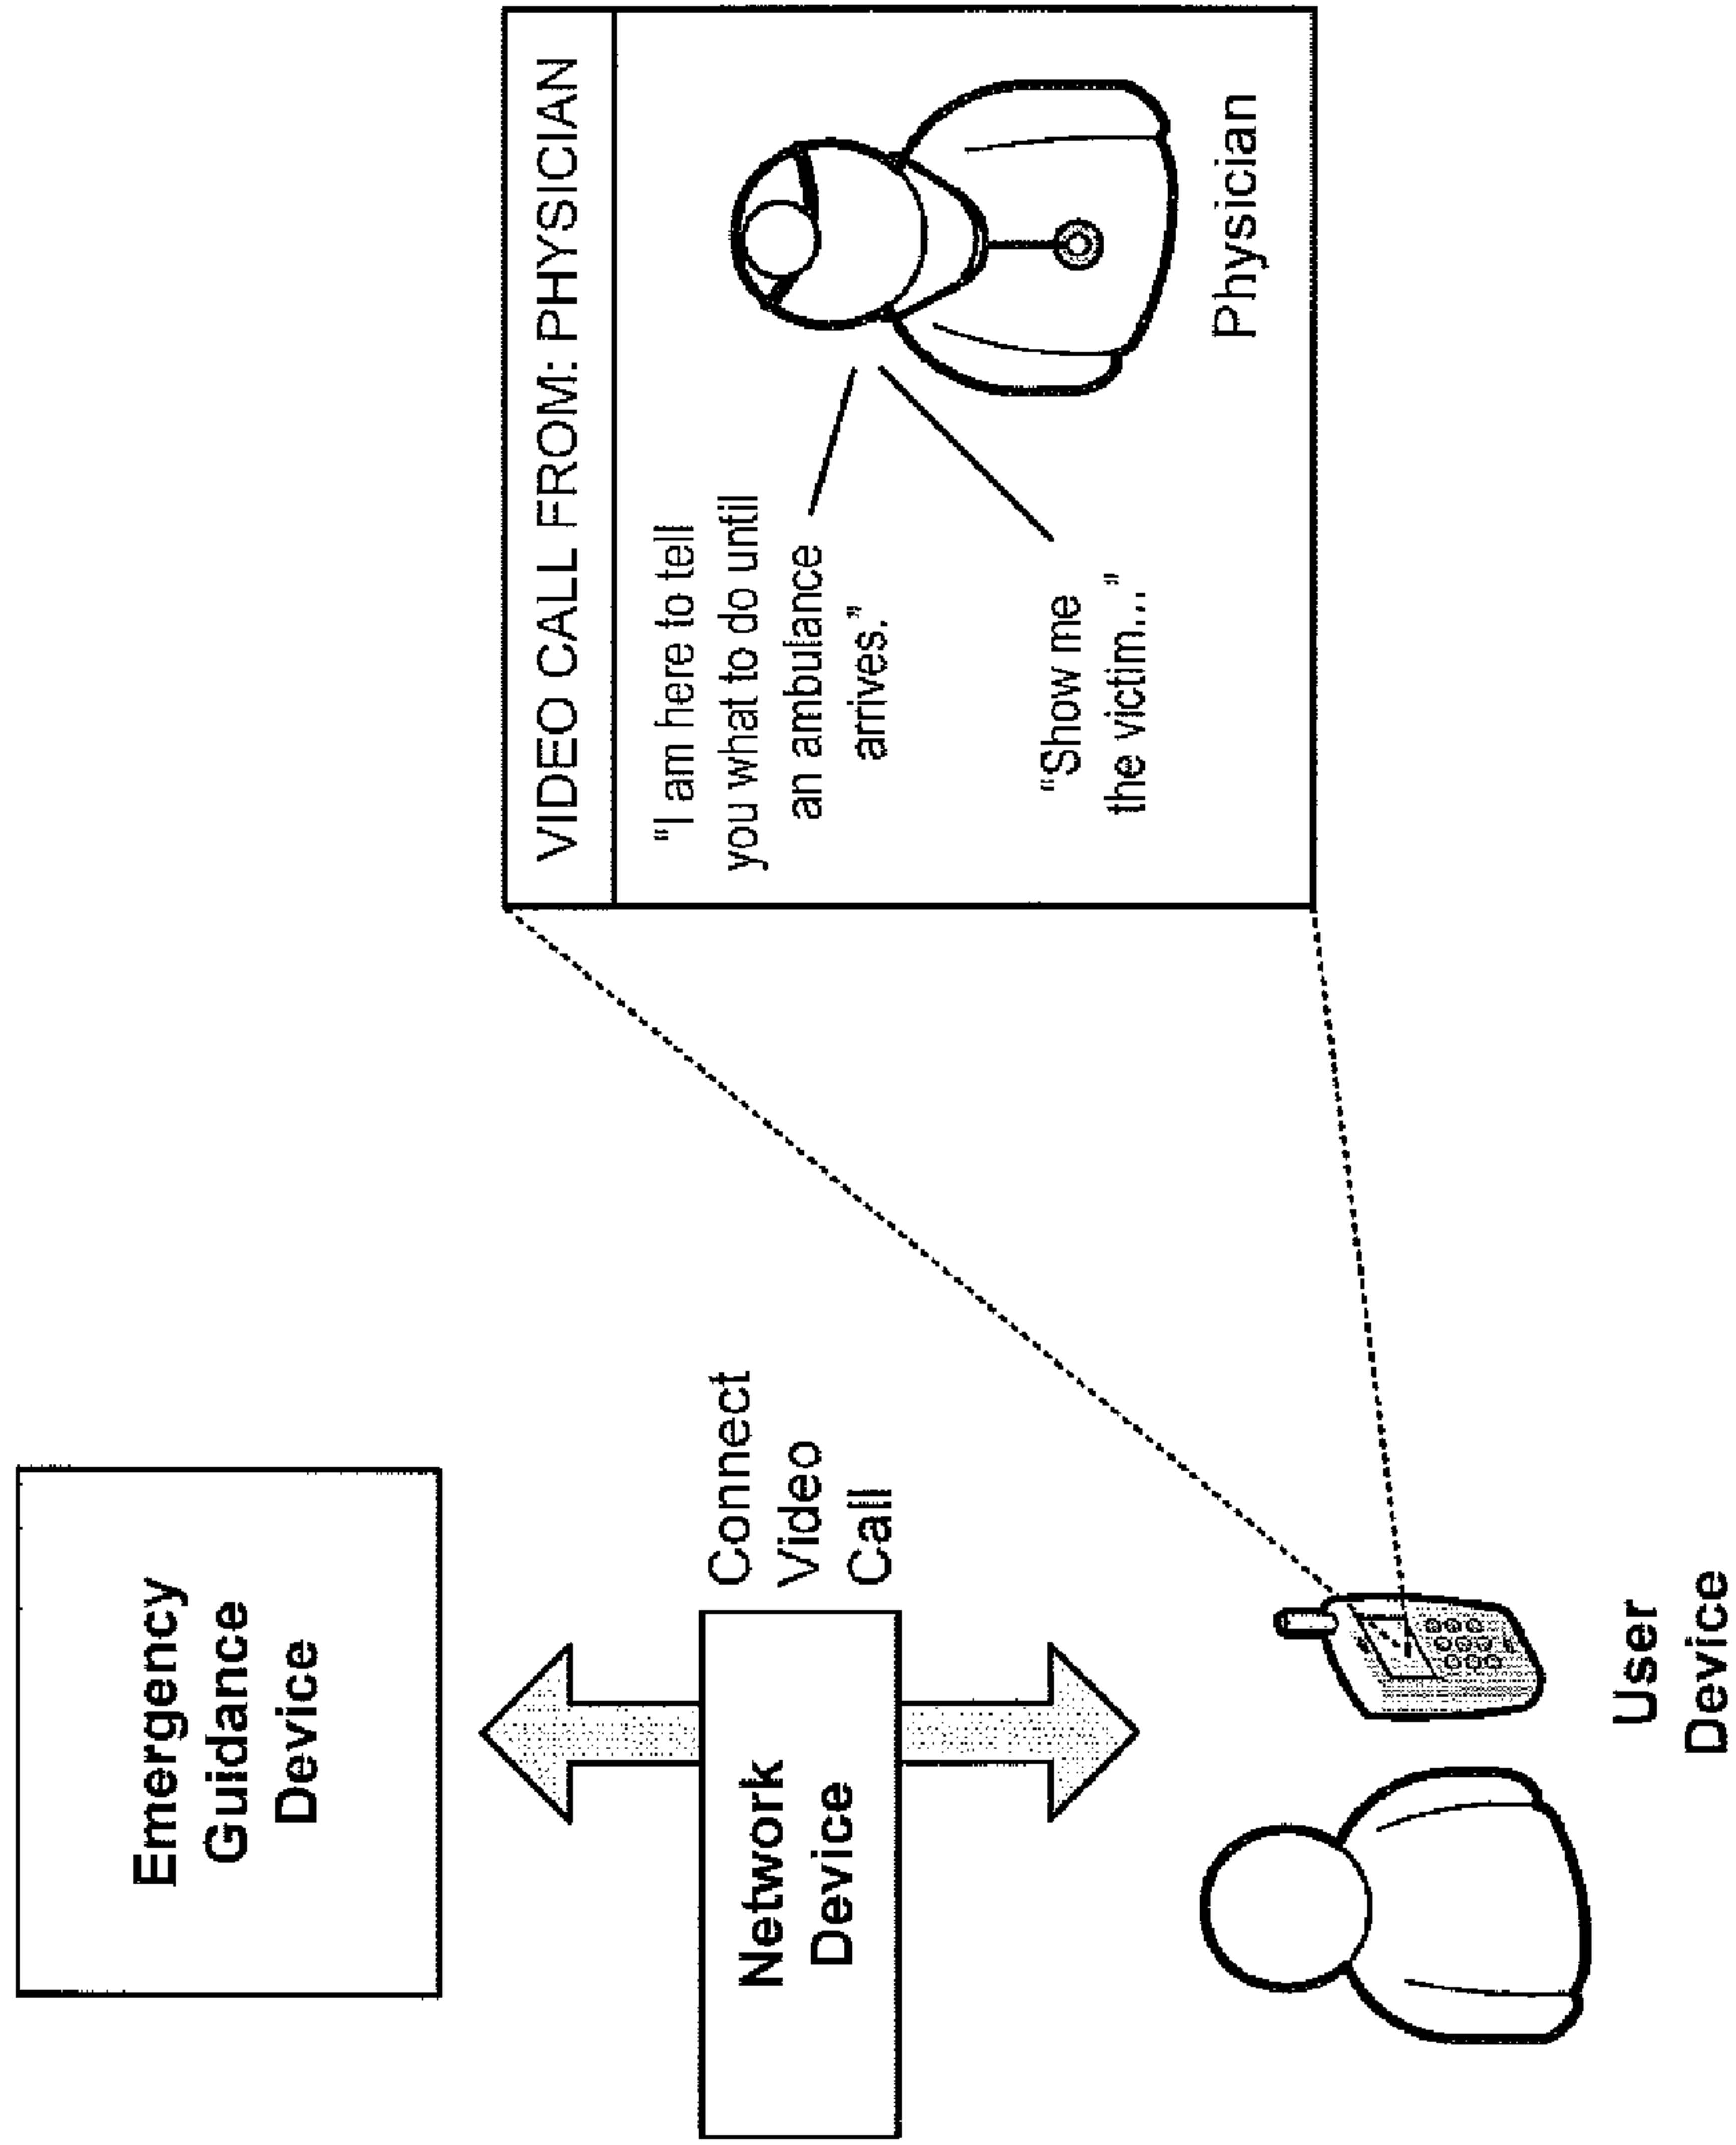 Emergency
Guidance
Device
Connect
Video
Call
Network
Device
User
Device
VIDEO CALL FROM: PHYSICIAN
"I am here to tell
you what to do until
an ambulance
arrives."
"Show me
the victim..."
Physician